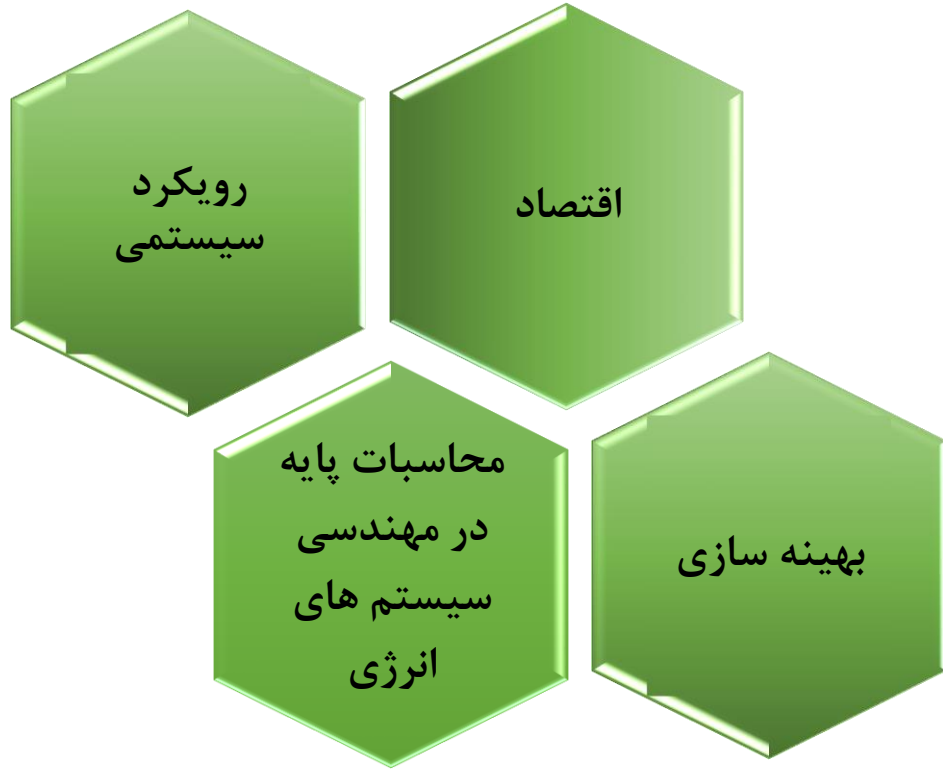 اقتصاد
رویکرد
سیستمی
محاسبات پایه
در مهندسی
سیستم های
انرژی
بهینه سازی